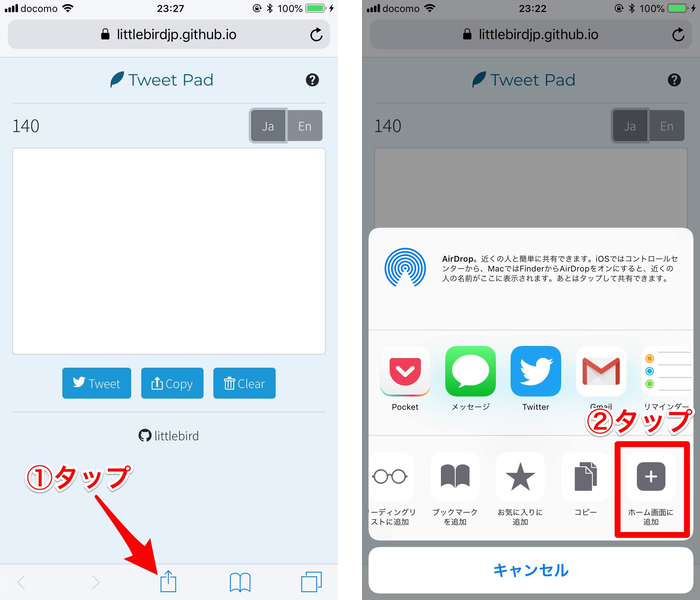 docomo 23:27 100%
littlebirdjp.github.io
Tweet Pad
140 Ja En
Tweet Copy Clear
littlebird
①タップ
docomo 23:22 100%
littlebirdjp.github.io
Tweet Pad
140 Ja En
AirDrop。近くの人と簡単に共有できます。iOSではコントロールセ
ンターから、MacではFinderからAirDropをオンにすると、近くの
人の名前がここに表示されます。あとはタップして共有できます。
Pocket メッセージ Twitter Gmail リマインダー
②タップ
ーディングリ
ストに追加
ブックマーク
を追加
お気に入りに
追加
コピー
ホーム画面に
追加
キャンセル